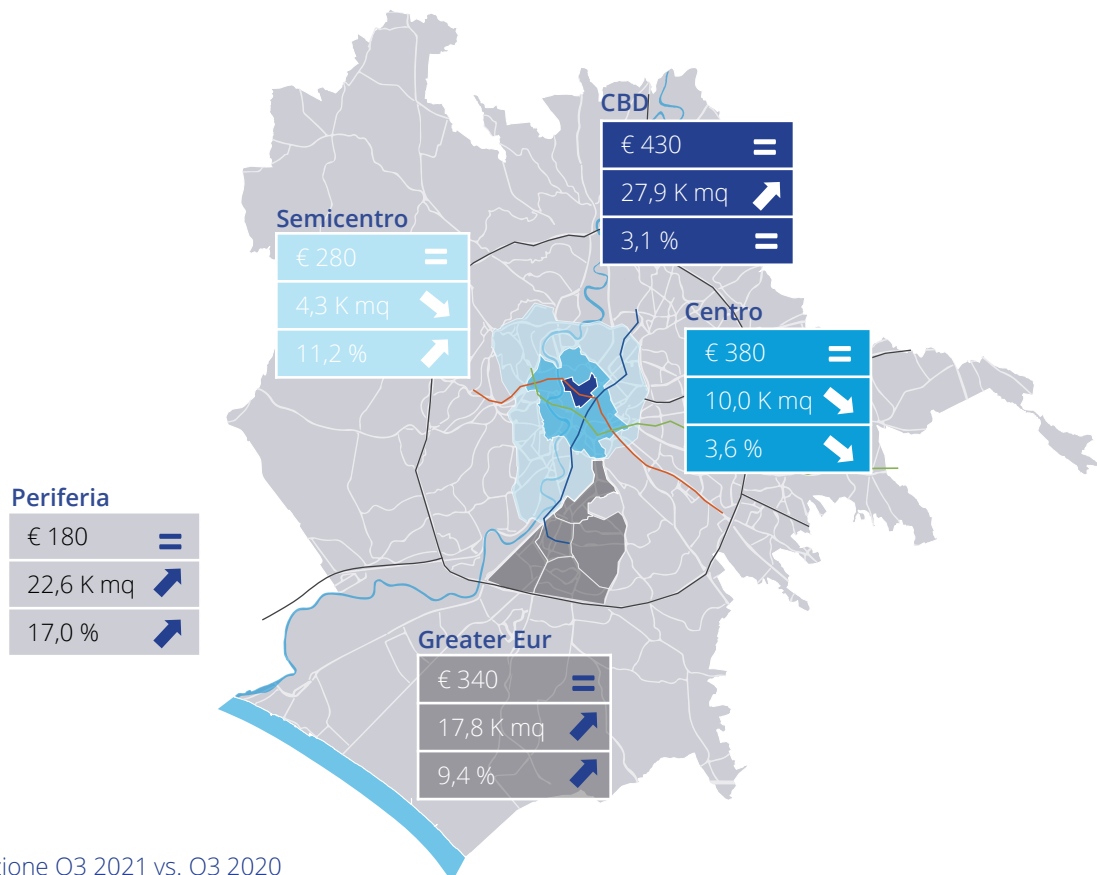 CBD
€ 430
27,9 K mq
3,1 %
Semicentro
€ 280
4,3 K mq
11,2 %
Centro
€ 380
10,0 K mq
3,6 %
Periferia
€ 180
22,6 K mq
17,0 %
Greater Eur
€ 340
17,8 K mq
9,4 %
zione Q3 2021 vs. Q3 2020